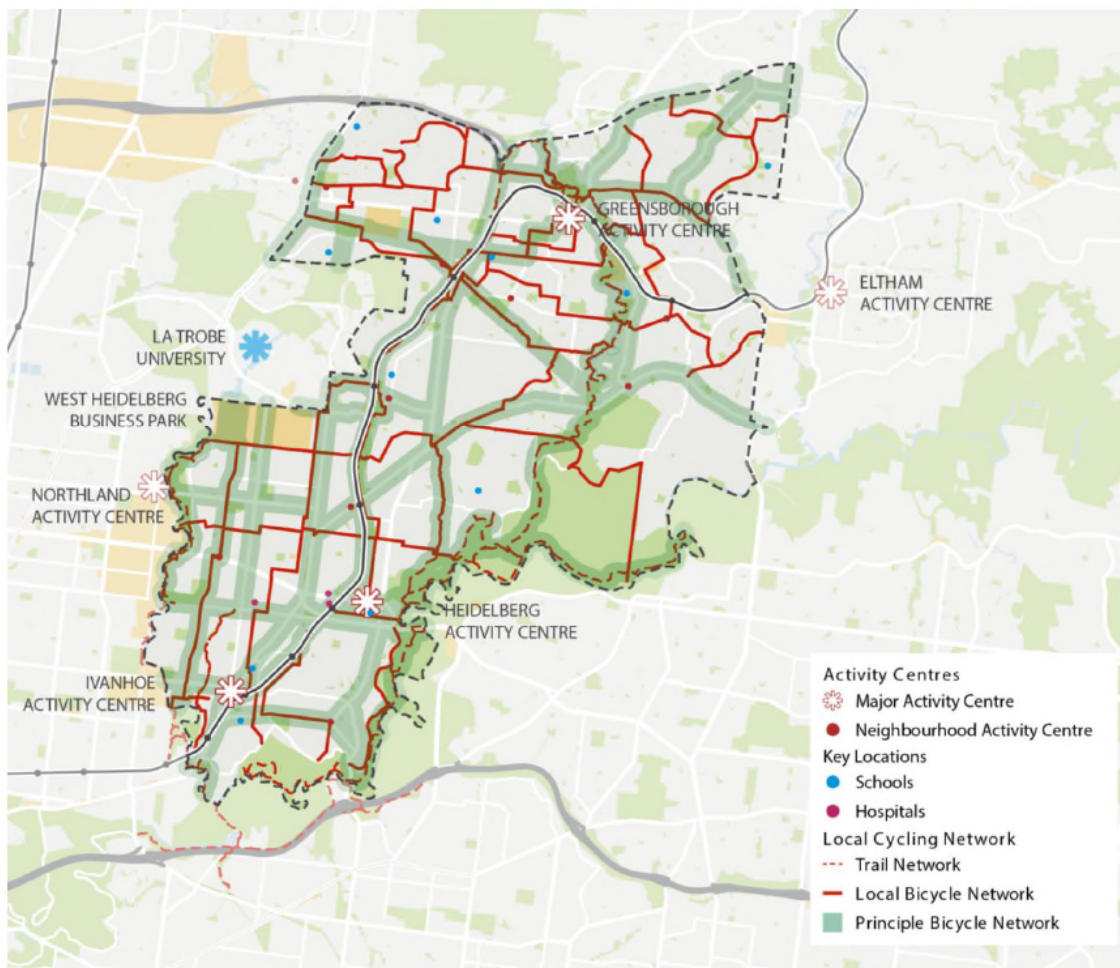 GREENSBOROUGH
ACTIVITY CENTRE
ELTHAM
ACTIVITY CENTRE
LA TROBE
UNIVERSITY
WEST HEIDELBERG
BUSINESS PARK
NORTHLAND
ACTIVITY CENTRE
HEIDELBERG
ACTIVITY CENTRE
IVANHOE
ACTIVITY CENTRE
Activity Centres
Major Activity Centre
Neighbourhood Activity Centre
Key Locations
Schools
Hospitals
Local Cycling Network
Trail Network
Local Bicycle Network
Principle Bicycle Network